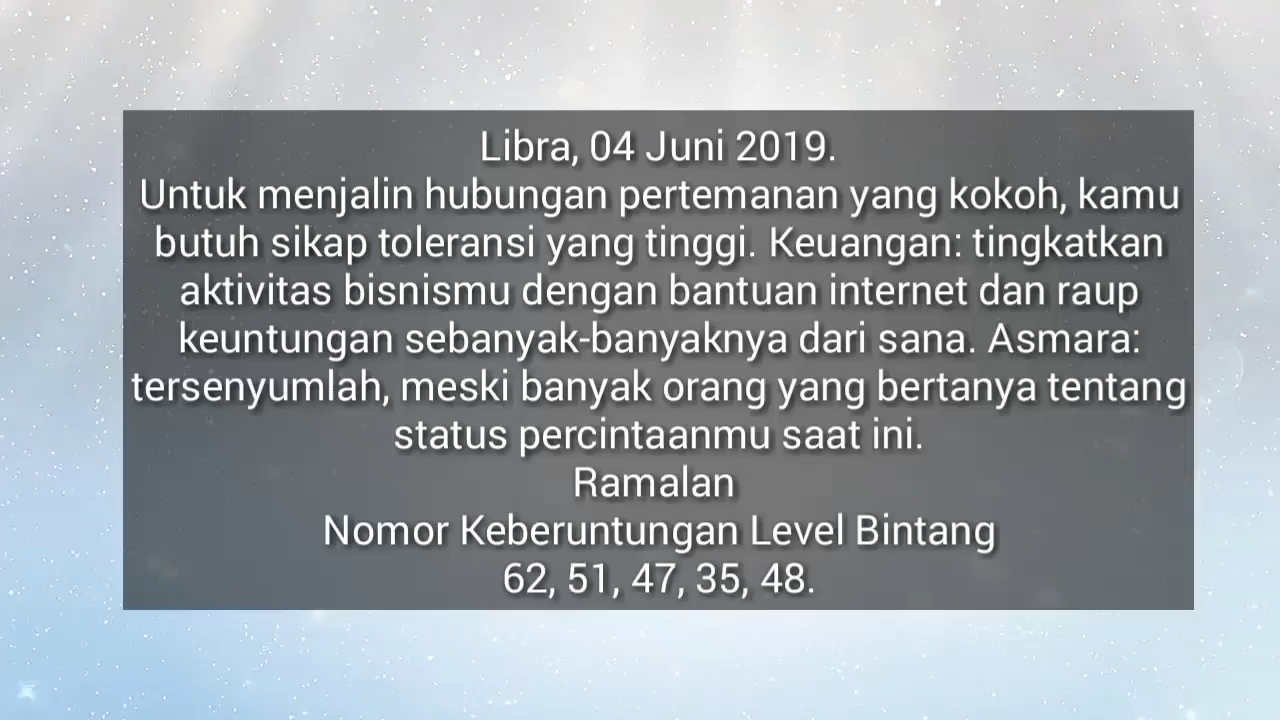 Libra, 04 Juni 2019.
Untuk menjalin hubungan pertemanan yang kokoh, kamu
butuh sikap toleransi yang tinggi. Keuangan: tingkatkan
aktivitas bisnismu dengan bantuan internet dan raup
keuntungan sebanyak-banyaknya dari sana. Asmara:
tersenyumlah, meski banyak orang yang bertanya tentang
status percintaanmu saat ini.
Ramalan
Nomor Keberuntungan Level Bintang
62, 51, 47, 35, 48.